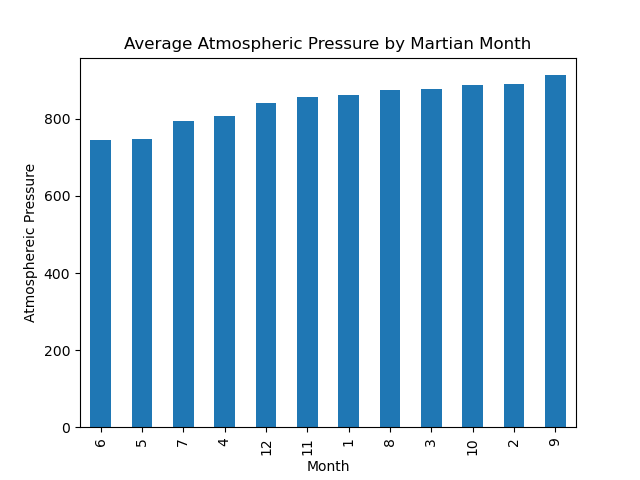 Average Atmospheric Pressure by Martian Month
Atmosphereic Pressure
800
600
400
200
0
6 5 7 4 12 11 1 8 3 10 2 9
Month